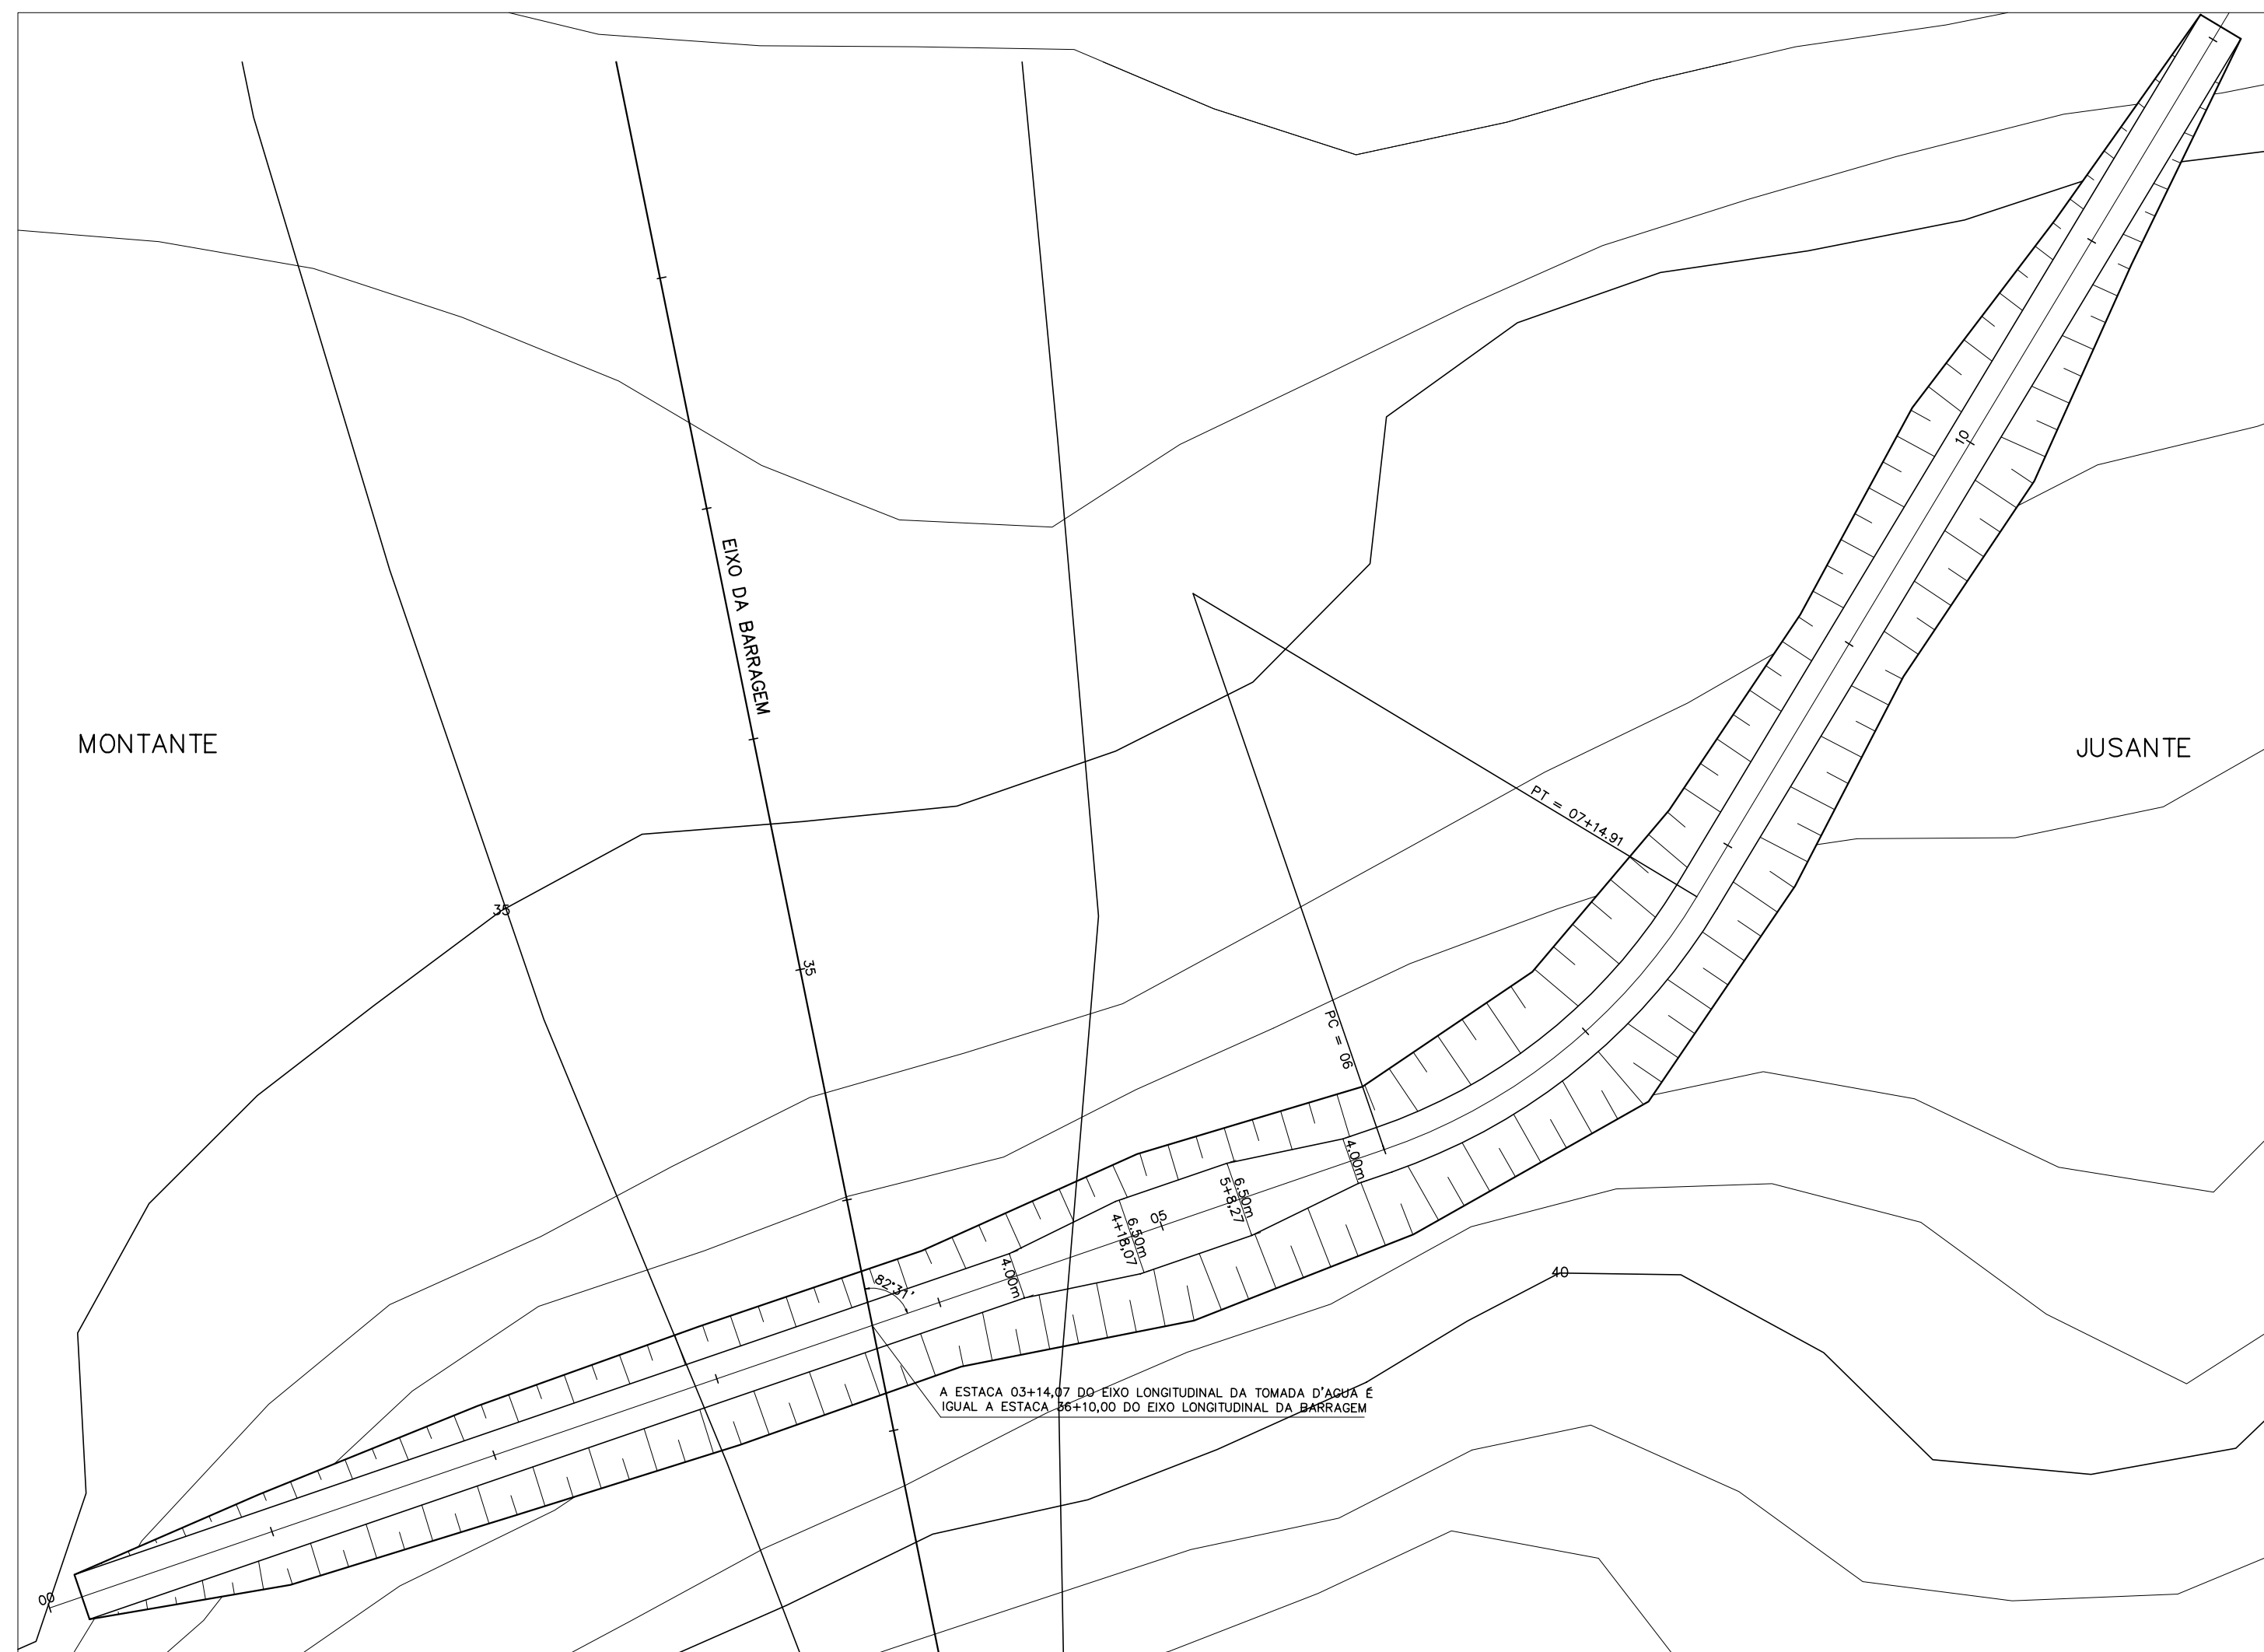 10
EIXO DA BARRAGEM
MONTANTE
JUSANTE
PT = 07+14.91
35
35
PC = 06
4.00m
6.50m
5+8,27
05
6.50m
4+18,07
4.00m
82°37'
40
A ESTACA 03+14,07 DO EIXO LONGITUDINAL DA TOMADA D'AGUA É
IGUAL A ESTACA 36+10,00 DO EIXO LONGITUDINAL DA BARRAGEM
00